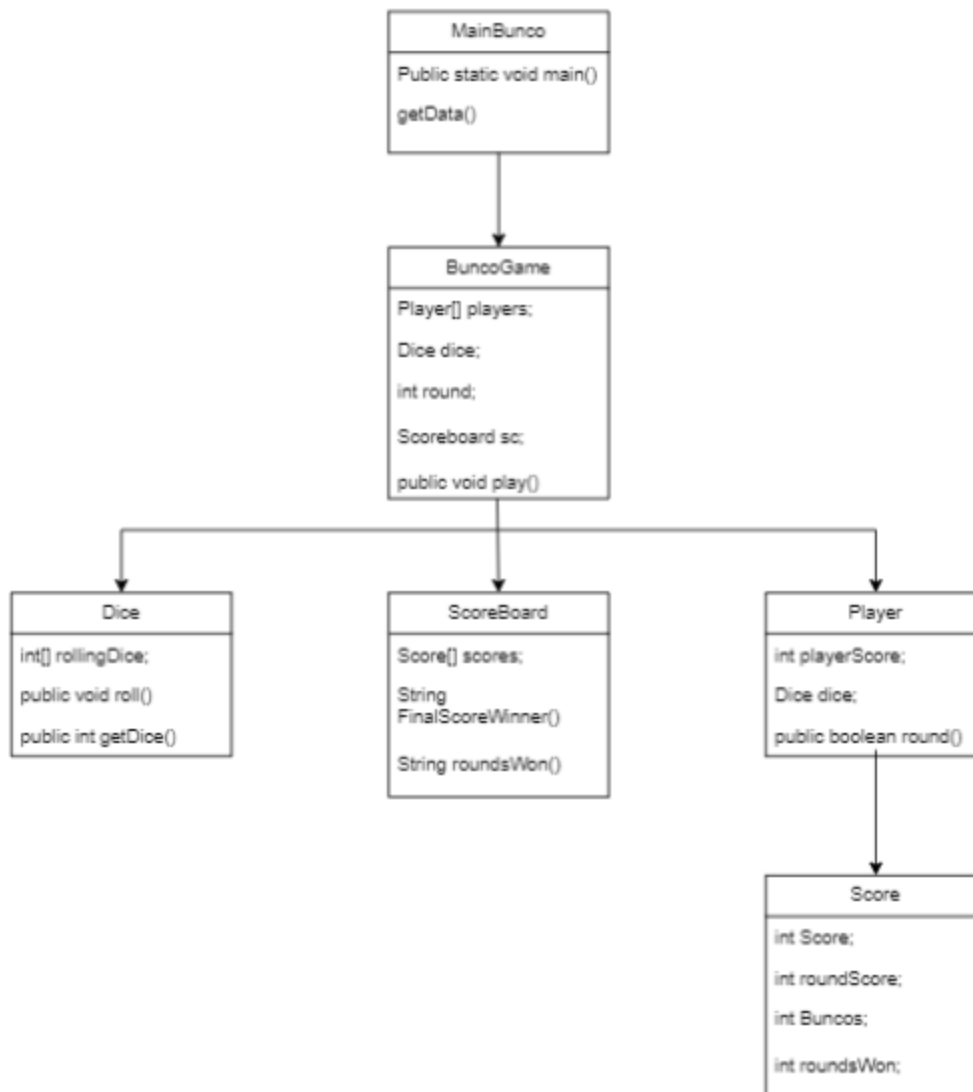 MainBunco
Public static void main()
getData()
BuncoGame
Player[] players;
Dice dice;
int round;
Scoreboard sc;
public void play()
Dice
int[] rollingDice;
public void roll()
public int getDice()
ScoreBoard
Score[] scores;
String
FinalScoreWinner()
String roundsWon()
Player
int playerScore;
Dice dice;
public boolean round()
Score
int Score;
int roundScore;
int Buncos;
int roundsWon;